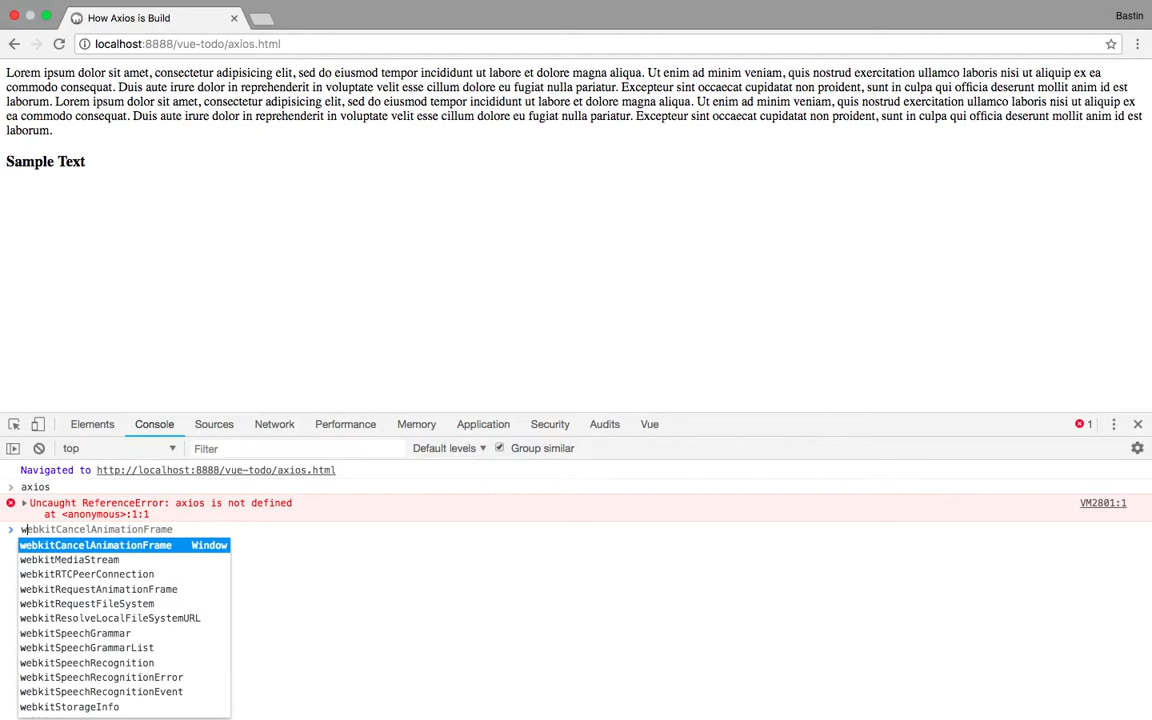 How Axios is Build
Bastin
localhost:8888/vue-todo/axios.html
Lorem ipsum dolor sit amet, consectetur adipisicing elit, sed do eiusmod tempor incididunt ut labore et dolore magna aliqua. Ut enim ad minim veniam, quis nostrud exercitation ullamco laboris nisi ut aliquip ex ea
commodo consequat. Duis aute irure dolor in reprehenderit in voluptate velit esse cillum dolore eu fugiat nulla pariatur. Excepteur sint occaecat cupidatat non proident, sunt in culpa qui officia deserunt mollit anim id est
laborum. Lorem ipsum dolor sit amet, consectetur adipisicing elit, sed do eiusmod tempor incididunt ut labore et dolore magna aliqua. Ut enim ad minim veniam, quis nostrud exercitation ullamco laboris nisi ut aliquip ex
ea commodo consequat. Duis aute irure dolor in reprehenderit in voluptate velit esse cillum dolore eu fugiat nulla pariatur. Excepteur sint occaecat cupidatat non proident, sunt in culpa qui officia deserunt mollit anim id est
laborum.
Sample Text
Elements Console Sources Network Performance Memory Application Security Audits Vue 1
top Filter Default levels Group similar
Navigated to http://localhost:8888/vue-todo/axios.html
axios
Uncaught ReferenceError: axios is not defined VM2801:1
at <anonymous>:1:1
webkitCancelAnimationFrame
webkitCancelAnimationFrame Window
webkitMediaStream
webkitRTCPeerConnection
webkitRequestAnimationFrame
webkitRequestFileSystem
webkitResolveLocalFileSystemURL
webkitSpeechGrammar
webkitSpeechGrammarList
webkitSpeechRecognition
webkitSpeechRecognitionError
webkitSpeechRecognitionEvent
webkitStorageInfo